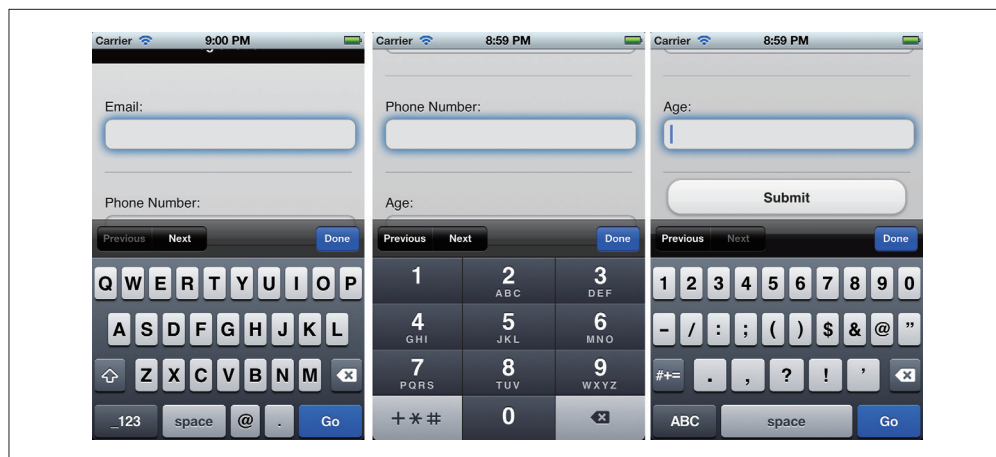 Carrier 9:00 PM
Email:
Phone Number:
Previous Next Done
Q W E R T Y U I O P
A S D F G H J K L
Z X C V B N M
_123 space @ . Go
Carrier 8:59 PM
Phone Number:
Age:
Previous Next Done
1 2 3
ABC DEF
4 5 6
GHI JKL MNO
7 8 9
PQRS TUV WXYZ
+*# 0
Carrier 8:59 PM
Age:
Submit
Previous Next Done
1 2 3 4 5 6 7 8 9 0
- / : ; ( ) $ & @ "
#+= . , ? ! '
ABC space Go